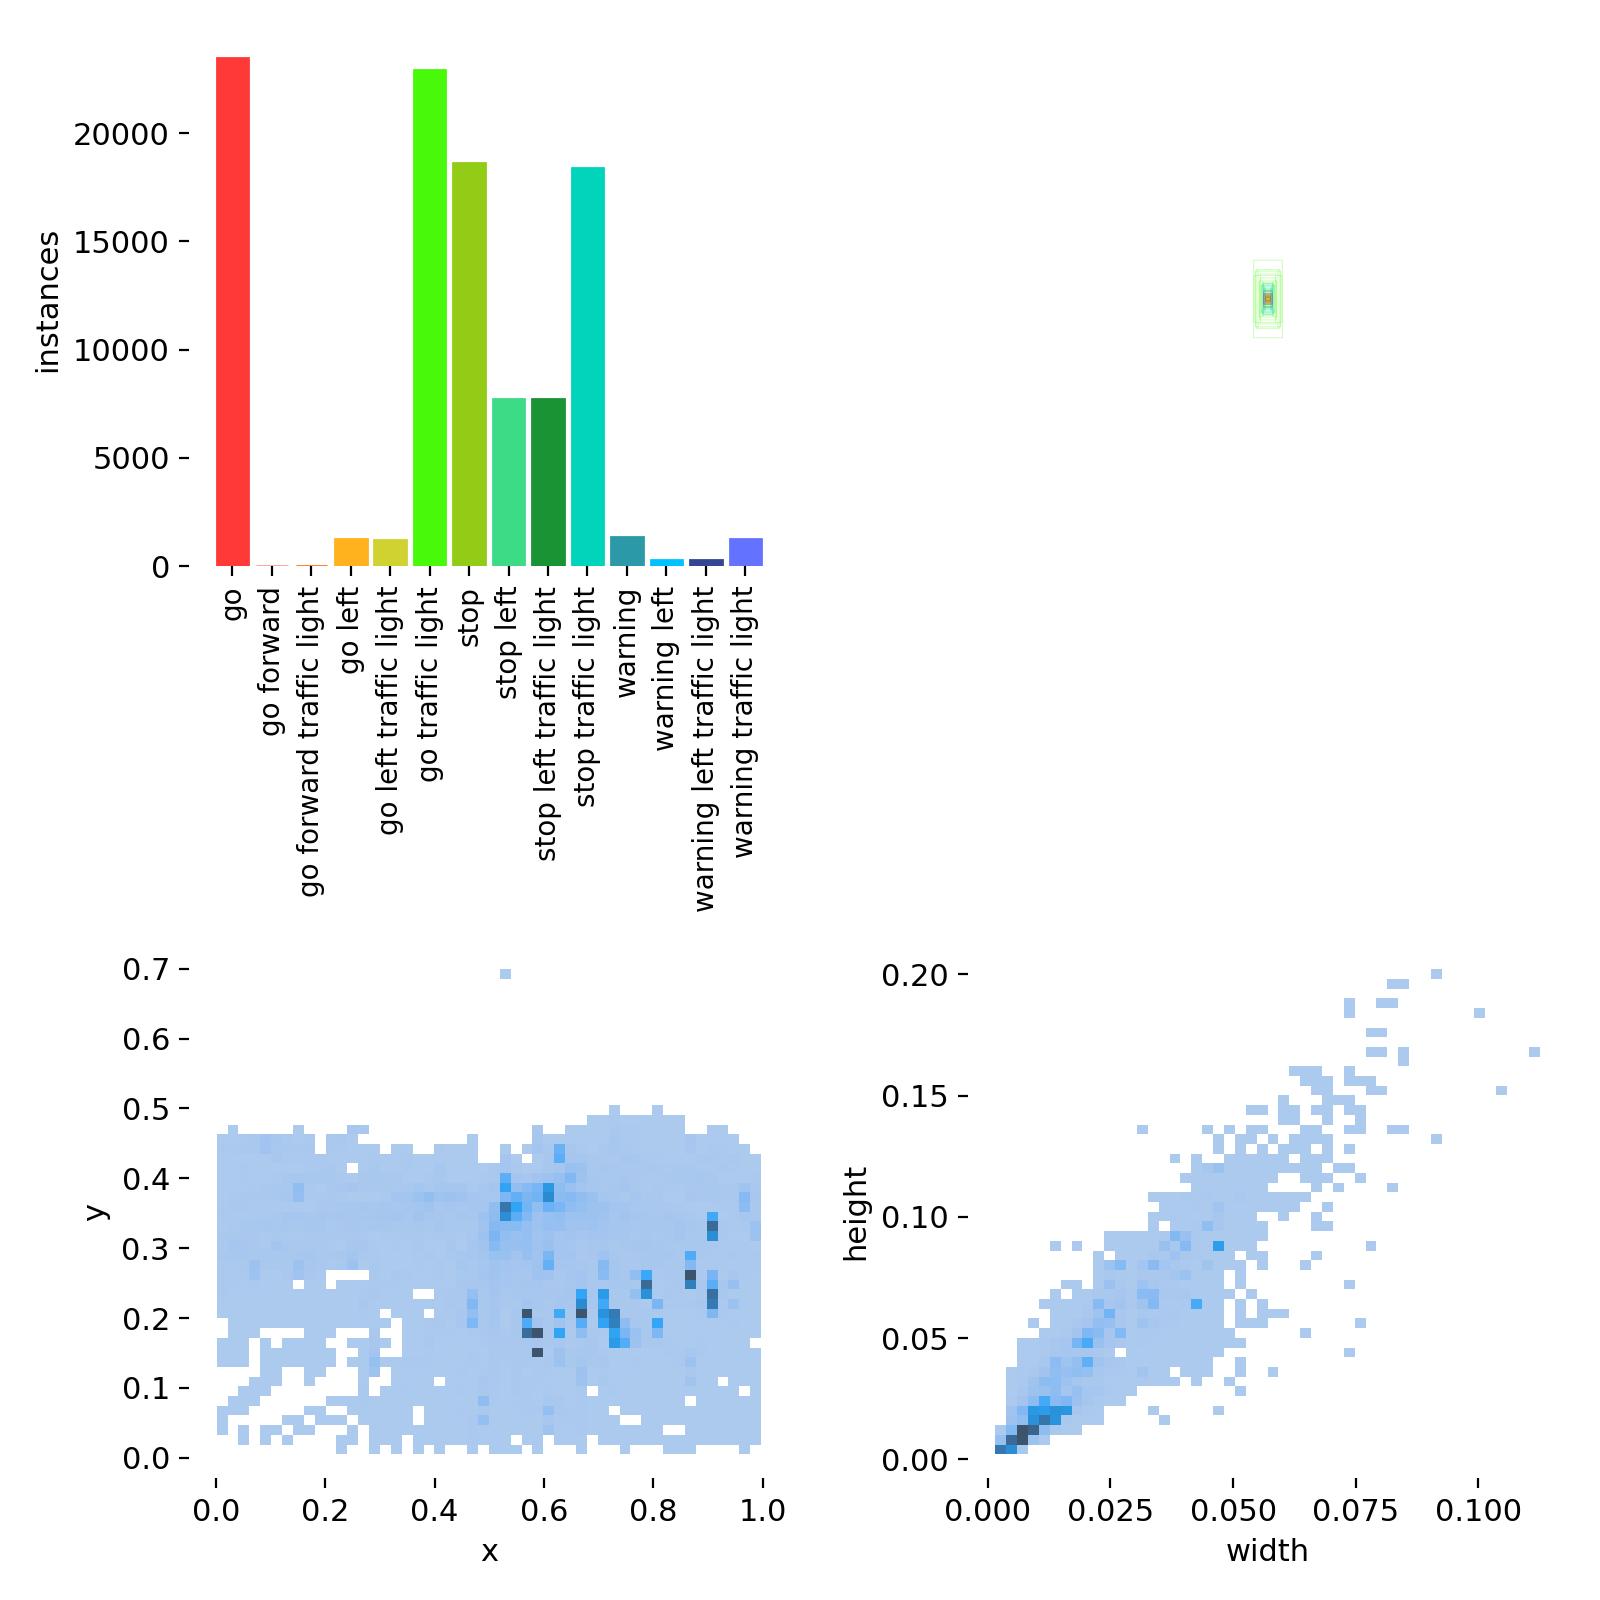 instances
20000
15000
10000
5000
0
go
go forward
go forward traffic light
go left
go left traffic light
go traffic light
stop
stop left
stop left traffic light
stop traffic light
warning
warning left
warning left traffic light
warning traffic light
y
0.7
0.6
0.5
0.4
0.3
0.2
0.1
0.0
0.0 0.2 0.4 0.6 0.8 1.0
x
height
0.20
0.15
0.10
0.05
0.00
0.000 0.025 0.050 0.075 0.100
width